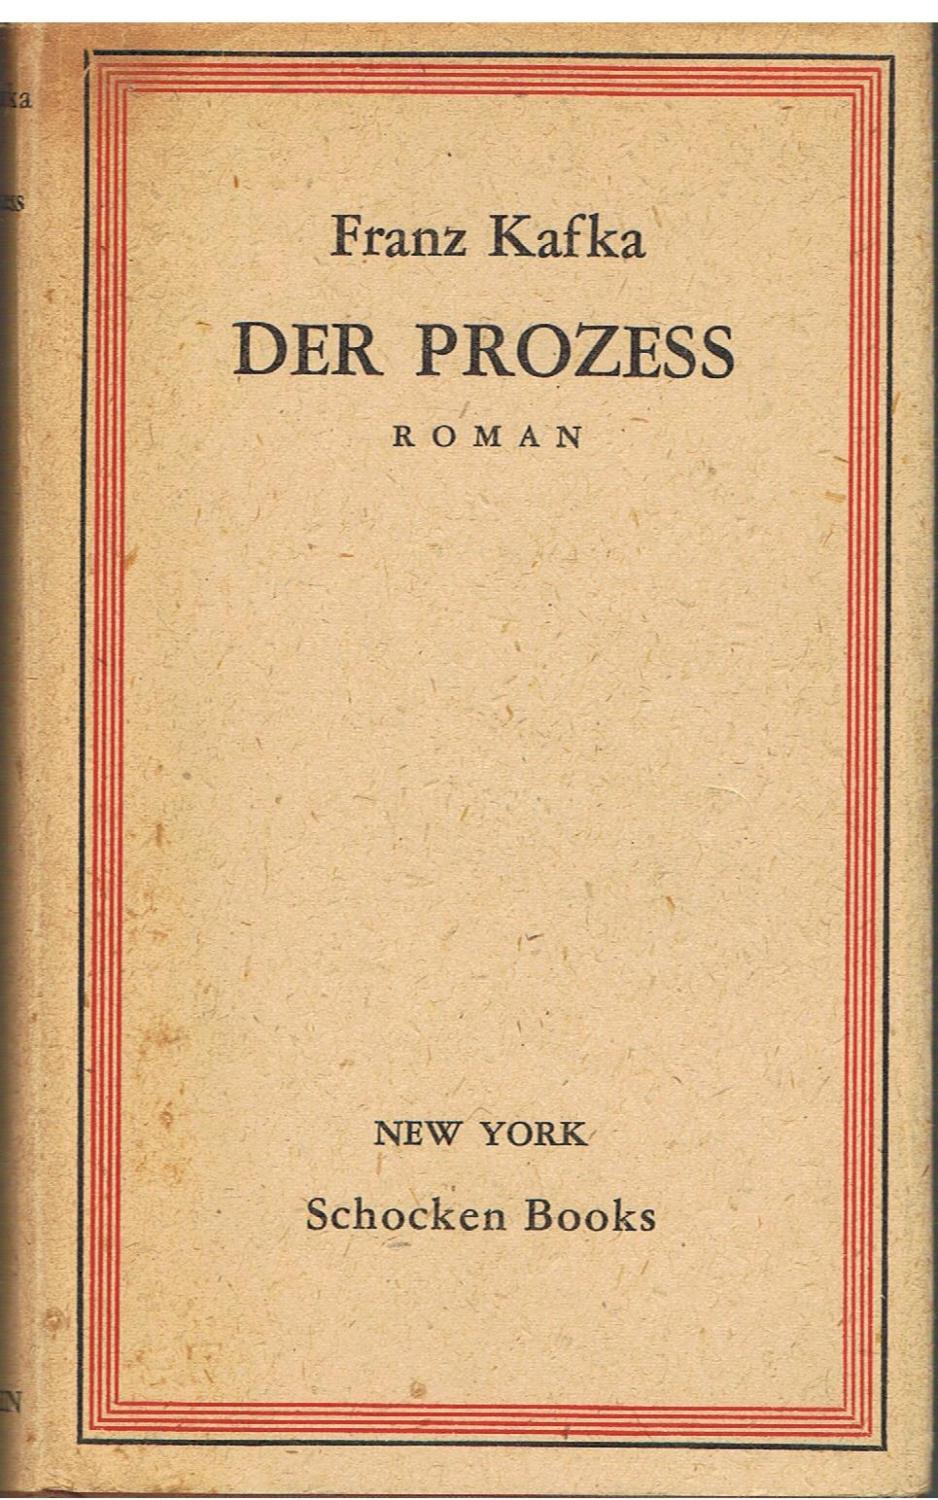 Franz Kafka
DER PROZESS
ROMAN
NEW YORK
Schocken Books